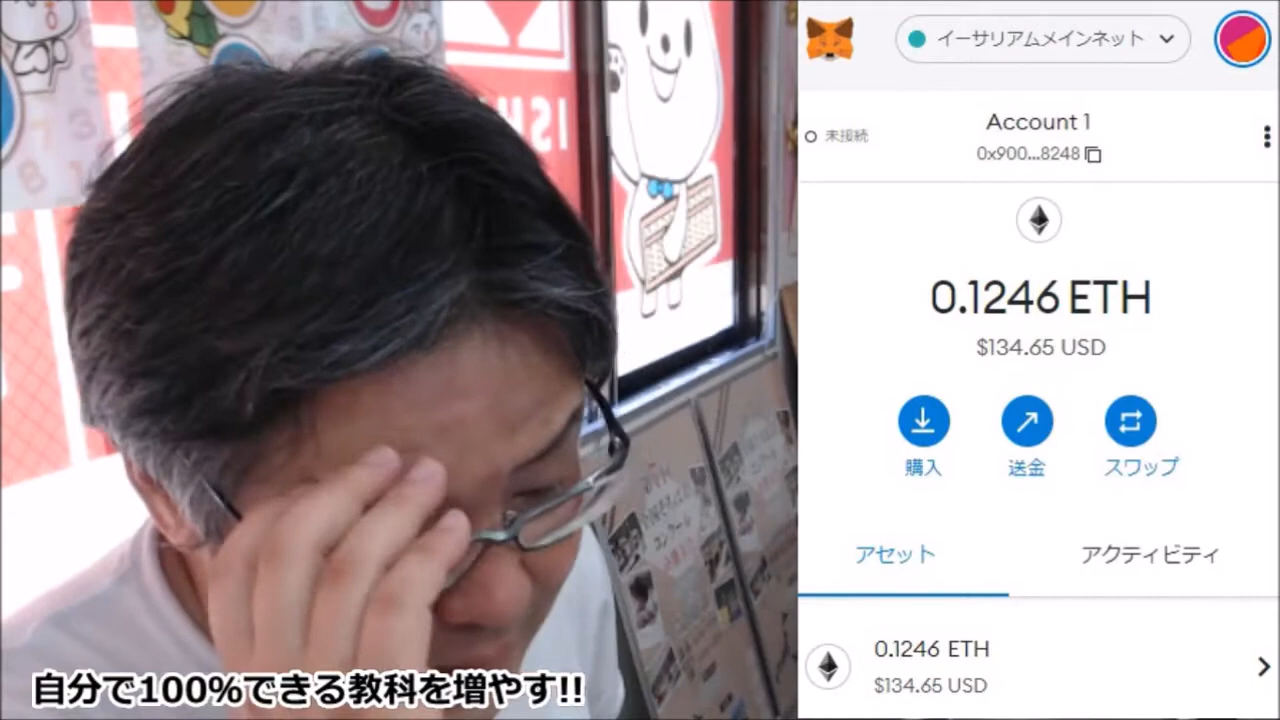 自分で100%できる教科を増やす!!
イーサリアムメインネット
未接続
Account 1
0x900...8248
0.1246 ETH
$134.65 USD
購入
送金
スワップ
アセット
アクティビティ
0.1246 ETH
$134.65 USD